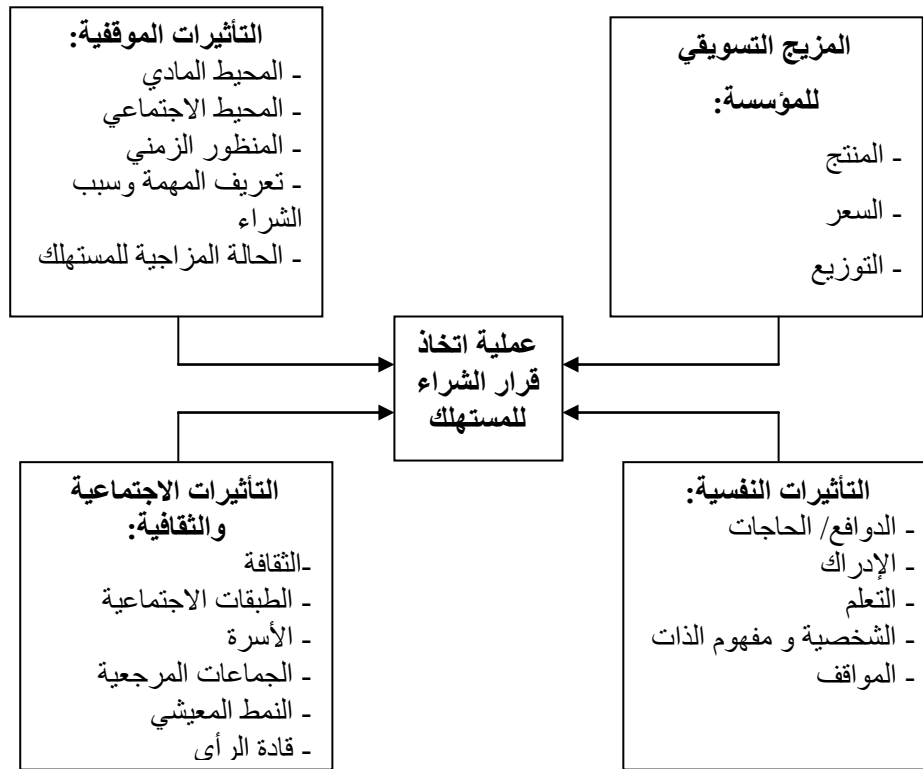 المزيج التسويقي
للمؤسسة:
- المنتج
- السعر
- التوزيع
التأثيرات الموقفية:
- المحيط المادي
- المحيط الاجتماعي
- المنظور الزمني
- تعريف المهمة وسبب
الشراء
- الحالة المزاجية للمستهلك
عملية اتخاذ
قرار الشراء
للمستهلك
التأثيرات النفسية:
- الدوافع/ الحاجات
- الإدراك
- التعلم
- الشخصية و مفهوم الذات
- المواقف
التأثيرات الاجتماعية
والثقافية:
-الثقافة
- الطبقات الاجتماعية
- الأسرة
- الجماعات المرجعية
- النمط المعيشي
- قادة الرأي